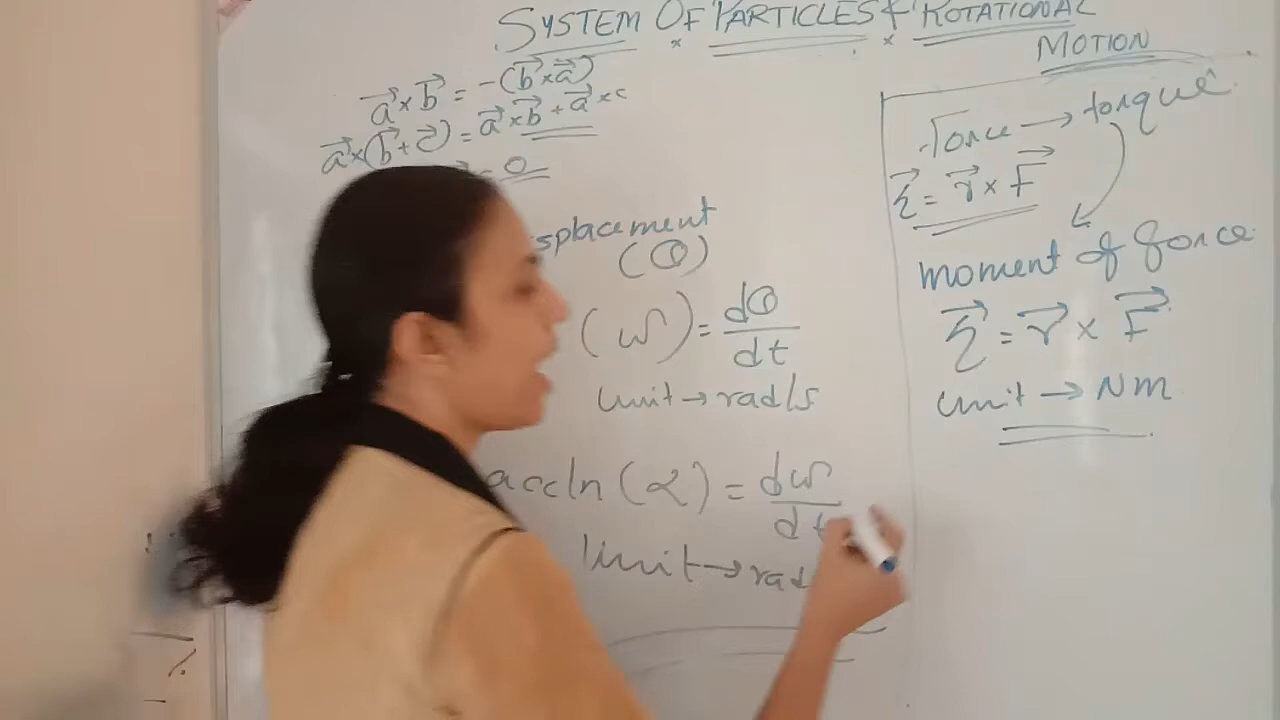 SYSTEM OF PARTICLES & ROTATIONAL
MOTION
a⃗ × b⃗ = -(b⃗ × a⃗)
a⃗ × (b⃗ + c⃗) = a⃗ × b⃗ + a⃗ × c
= 0
splacement
(θ)
(ω) = dθ/dt
unit → rad/s
accln (α) = dω/dt
Unit → rad
Force → torque
τ⃗ = r⃗ × F⃗
moment of force
τ⃗ = r⃗ × F⃗
unit → Nm